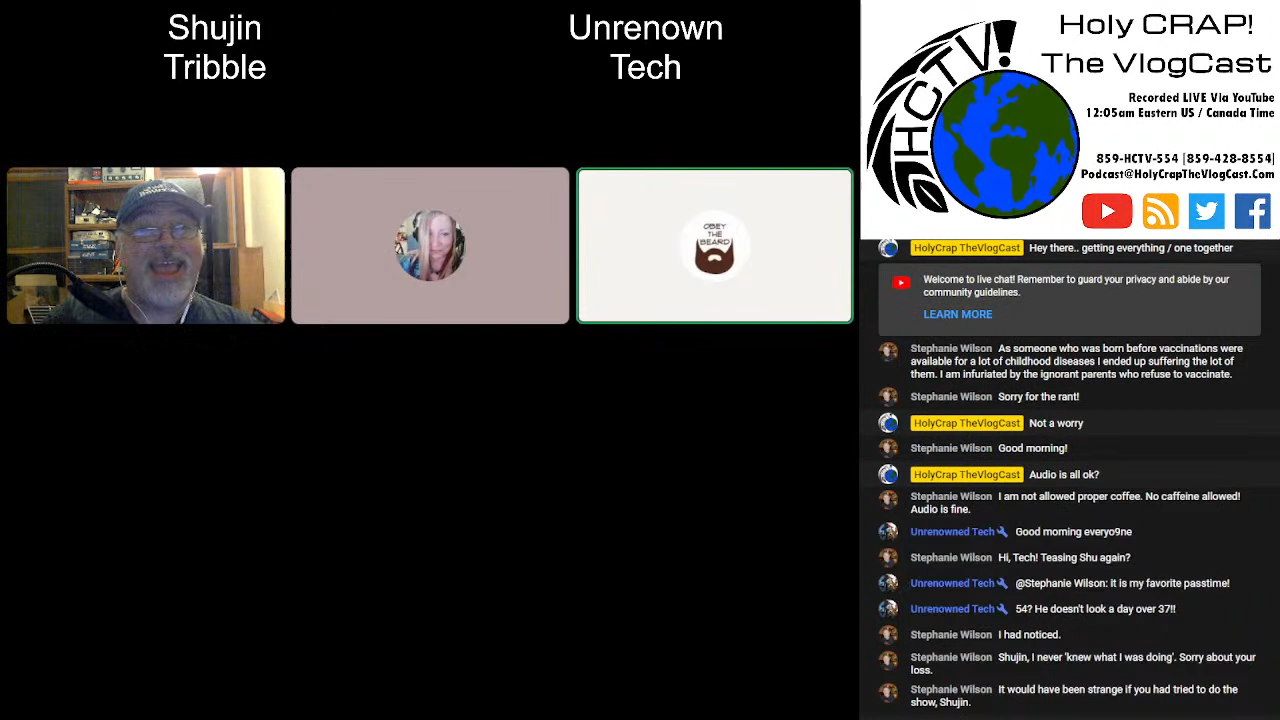 Shujin
Tribble
Unrenown
Tech
OBEY
THE
BEARD
HCTV!
Holy CRAP!
The VlogCast
Recorded LIVE Via YouTube
12:05am Eastern US / Canada Time
859-HCTV-554 [859-428-8554]
Podcast@HolyCrapTheVlogCast.Com
HolyCrap TheVlogCast Hey there.. getting everything / one together
Welcome to live chat! Remember to guard your privacy and abide by our
community guidelines.
LEARN MORE
Stephanie Wilson As someone who was born before vaccinations were
available for a lot of childhood diseases I ended up suffering the lot of
them. I am infuriated by the ignorant parents who refuse to vaccinate.
Stephanie Wilson Sorry for the rant!
HolyCrap TheVlogCast Not a worry
Stephanie Wilson Good morning!
HolyCrap TheVlogCast Audio is all ok?
Stephanie Wilson I am not allowed proper coffee. No caffeine allowed!
Audio is fine.
Unrenowned Tech Good morning everyo9ne
Stephanie Wilson Hi, Tech! Teasing Shu again?
Unrenowned Tech @Stephanie Wilson: it is my favorite passtime!
Unrenowned Tech 54? He doesn't look a day over 37!!
Stephanie Wilson I had noticed.
Stephanie Wilson Shujin, I never 'knew what I was doing'. Sorry about your
loss.
Stephanie Wilson It would have been strange if you had tried to do the
show, Shujin.